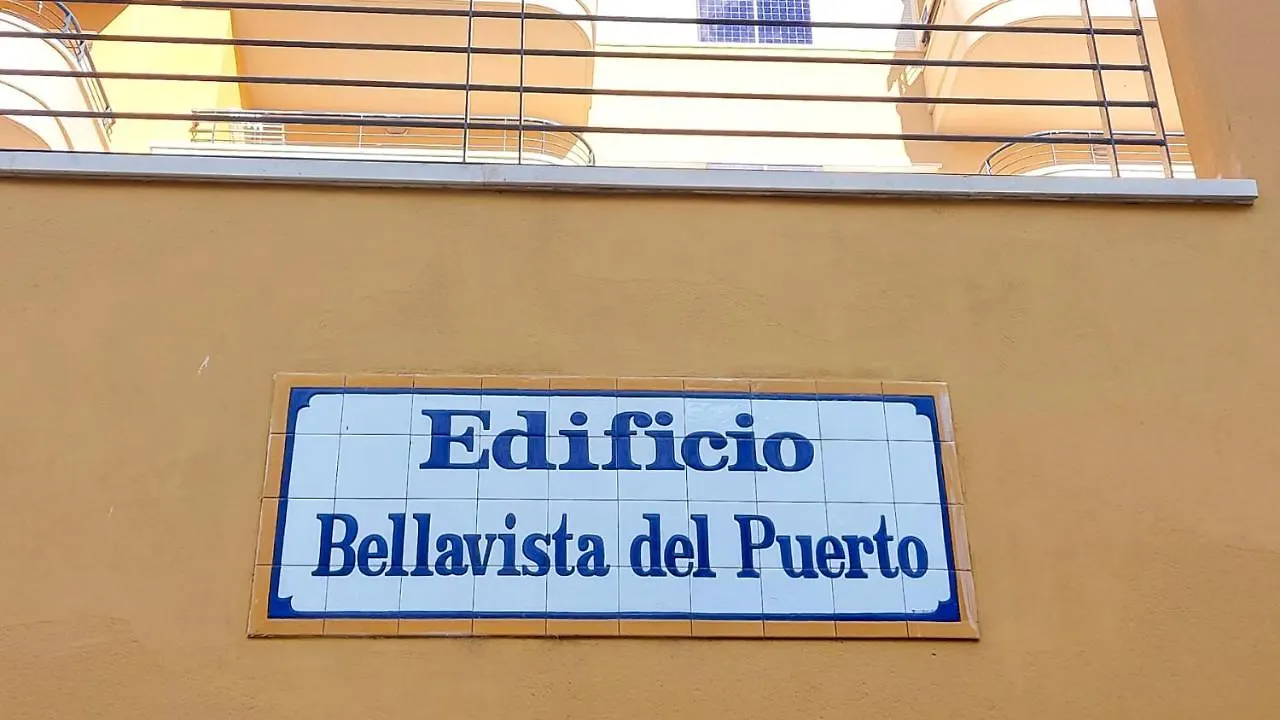 Edificio
Bellavista del Puerto